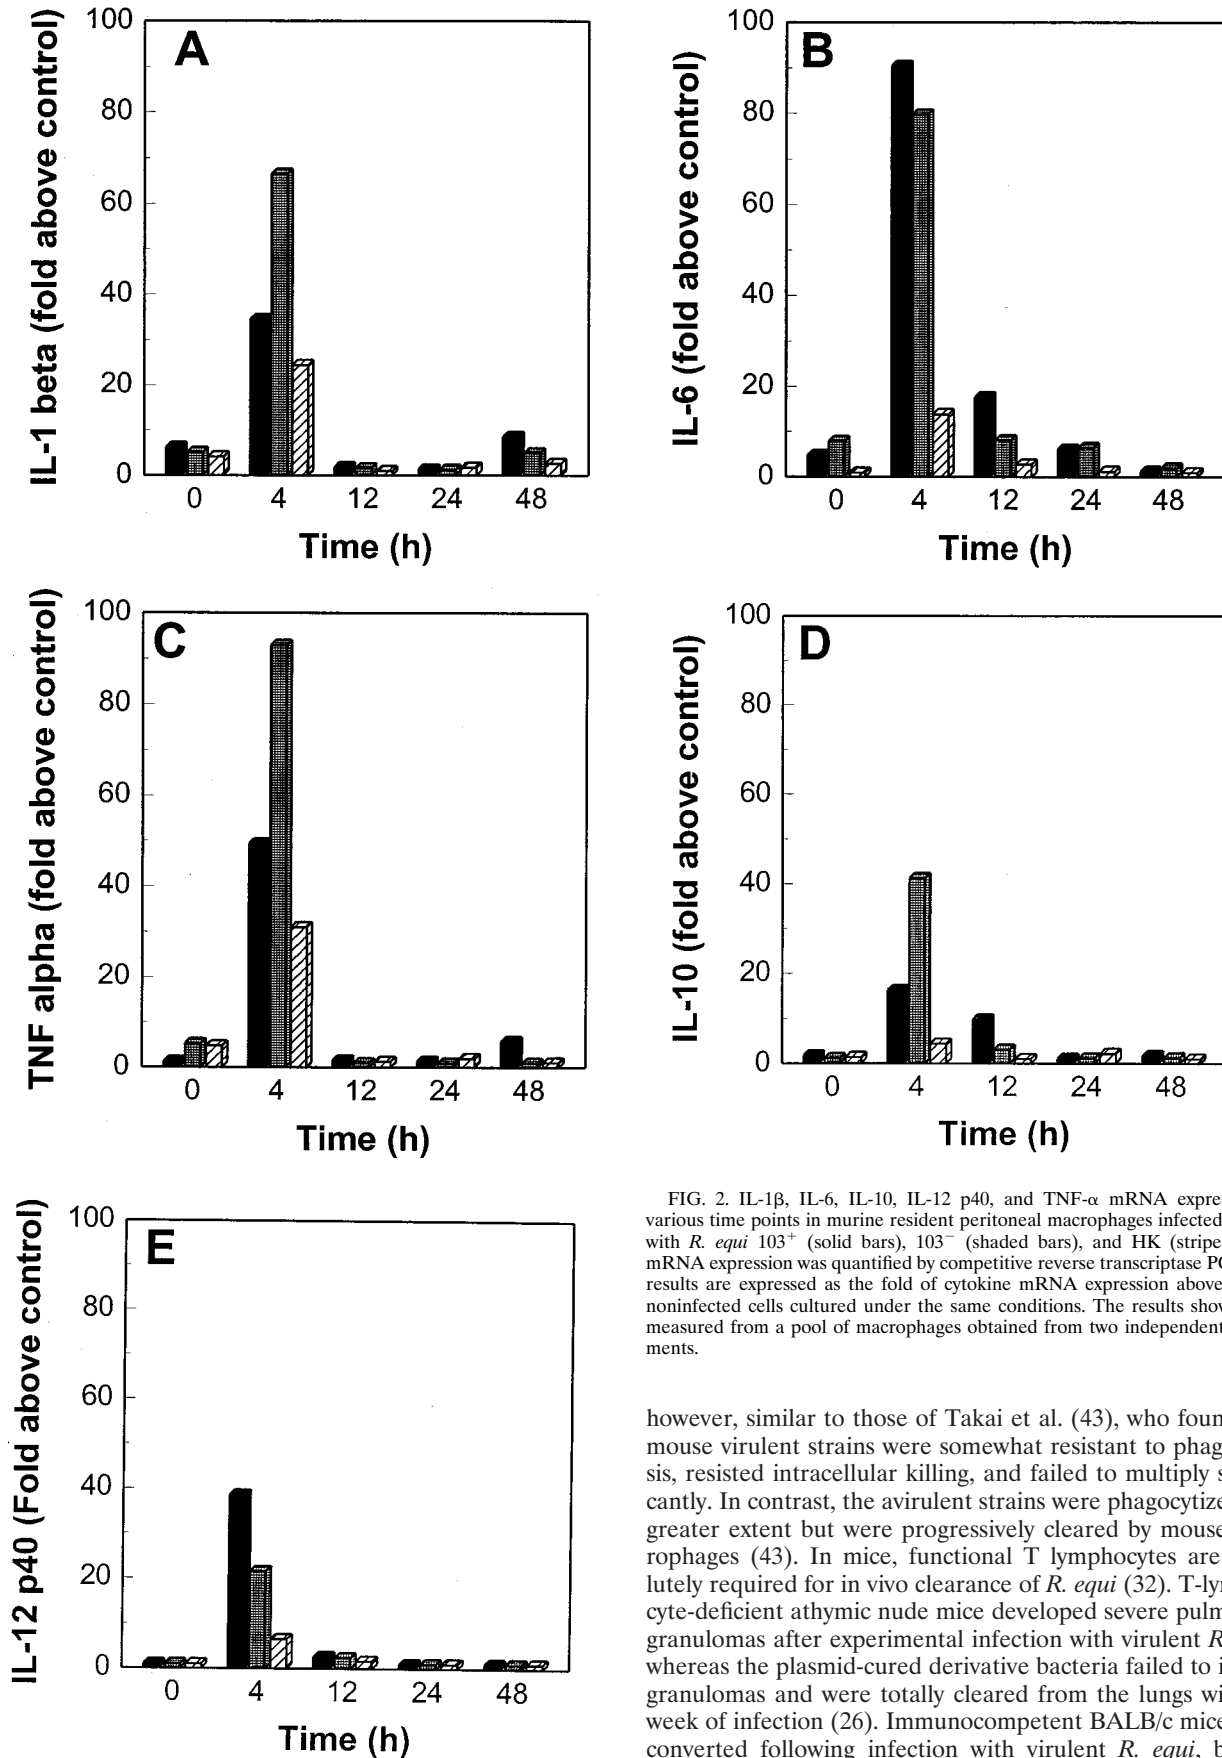 A
IL-1 beta (fold above control)
100
80
60
40
20
0
0 4 12 24 48
Time (h)
B
IL-6 (fold above control)
100
80
60
40
20
0
0 4 12 24 48
Time (h)
C
TNF alpha (fold above control)
100
80
60
40
20
0
0 4 12 24 48
Time (h)
D
IL-10 (fold above control)
100
80
60
40
20
0
0 4 12 24 48
Time (h)
E
IL-12 p40 (Fold above control)
100
80
60
40
20
0
0 4 12 24 48
Time (h)
FIG. 2. IL-1β, IL-6, IL-10, IL-12 p40, and TNF-α mRNA expre
various time points in murine resident peritoneal macrophages infected
with R. equi 103⁺ (solid bars), 103⁻ (shaded bars), and HK (stripe
mRNA expression was quantified by competitive reverse transcriptase PC
results are expressed as the fold of cytokine mRNA expression above
noninfected cells cultured under the same conditions. The results show
measured from a pool of macrophages obtained from two independent
ments.
however, similar to those of Takai et al. (43), who foun
mouse virulent strains were somewhat resistant to phag
sis, resisted intracellular killing, and failed to multiply s
cantly. In contrast, the avirulent strains were phagocytize
greater extent but were progressively cleared by mouse
rophages (43). In mice, functional T lymphocytes are
lutely required for in vivo clearance of R. equi (32). T-lyr
cyte-deficient athymic nude mice developed severe pulm
granulomas after experimental infection with virulent R
whereas the plasmid-cured derivative bacteria failed to i
granulomas and were totally cleared from the lungs wi
week of infection (26). Immunocompetent BALB/c mice
converted following infection with virulent R. equi, b